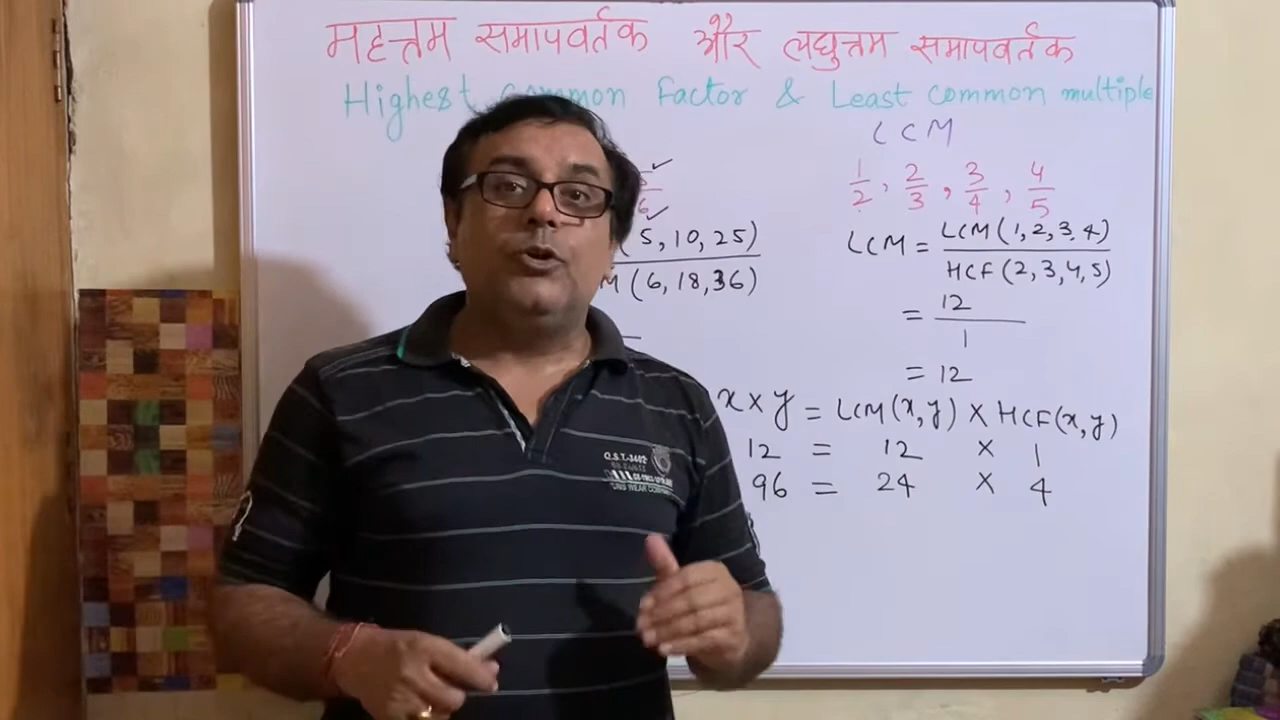 महत्तम समापवर्तक और लघुत्तम समापवर्तक
Highest common factor & Least common multiple
LCM
1/2, 2/3, 3/4, 4/5
6
5, 10, 25)
M (6, 18, 36)
LCM = LCM (1, 2, 3, 4) / HCF (2, 3, 4, 5)
= 12 / 1
= 12
x × y = LCM (x, y) × HCF (x, y)
12 = 12 × 1
96 = 24 × 4